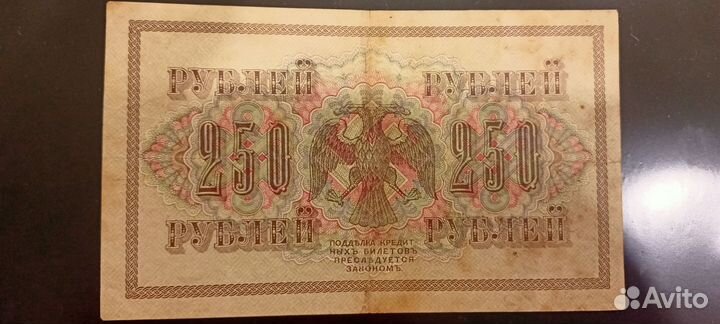 РУБЛЕЙ РУБЛЕЙ
250 250
РУБЛЕЙ РУБЛЕЙ
ПОДДѢЛКА КРЕДИТ
НЫХЪ БИЛЕТОВЪ
ПРЕСЛѢДУЕТСЯ
ЗАКОНОМЪ.
Avito